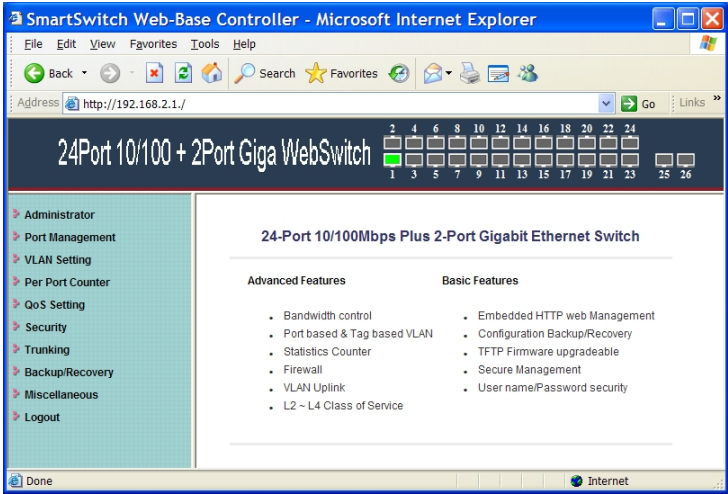 SmartSwitch Web-Base Controller - Microsoft Internet Explorer
File Edit View Favorites Tools Help
Back Search Favorites
Address http://192.168.2.1./ Go Links »
2 4 6 8 10 12 14 16 18 20 22 24
24Port 10/100 + 2Port Giga WebSwitch
1 3 5 7 9 11 13 15 17 19 21 23 25 26
Administrator
Port Management
VLAN Setting
Per Port Counter
QoS Setting
Security
Trunking
Backup/Recovery
Miscellaneous
Logout
24-Port 10/100Mbps Plus 2-Port Gigabit Ethernet Switch
Advanced Features
Bandwidth control
Port based & Tag based VLAN
Statistics Counter
Firewall
VLAN Uplink
L2 ~ L4 Class of Service
Basic Features
Embedded HTTP web Management
Configuration Backup/Recovery
TFTP Firmware upgradeable
Secure Management
User name/Password security
Done Internet